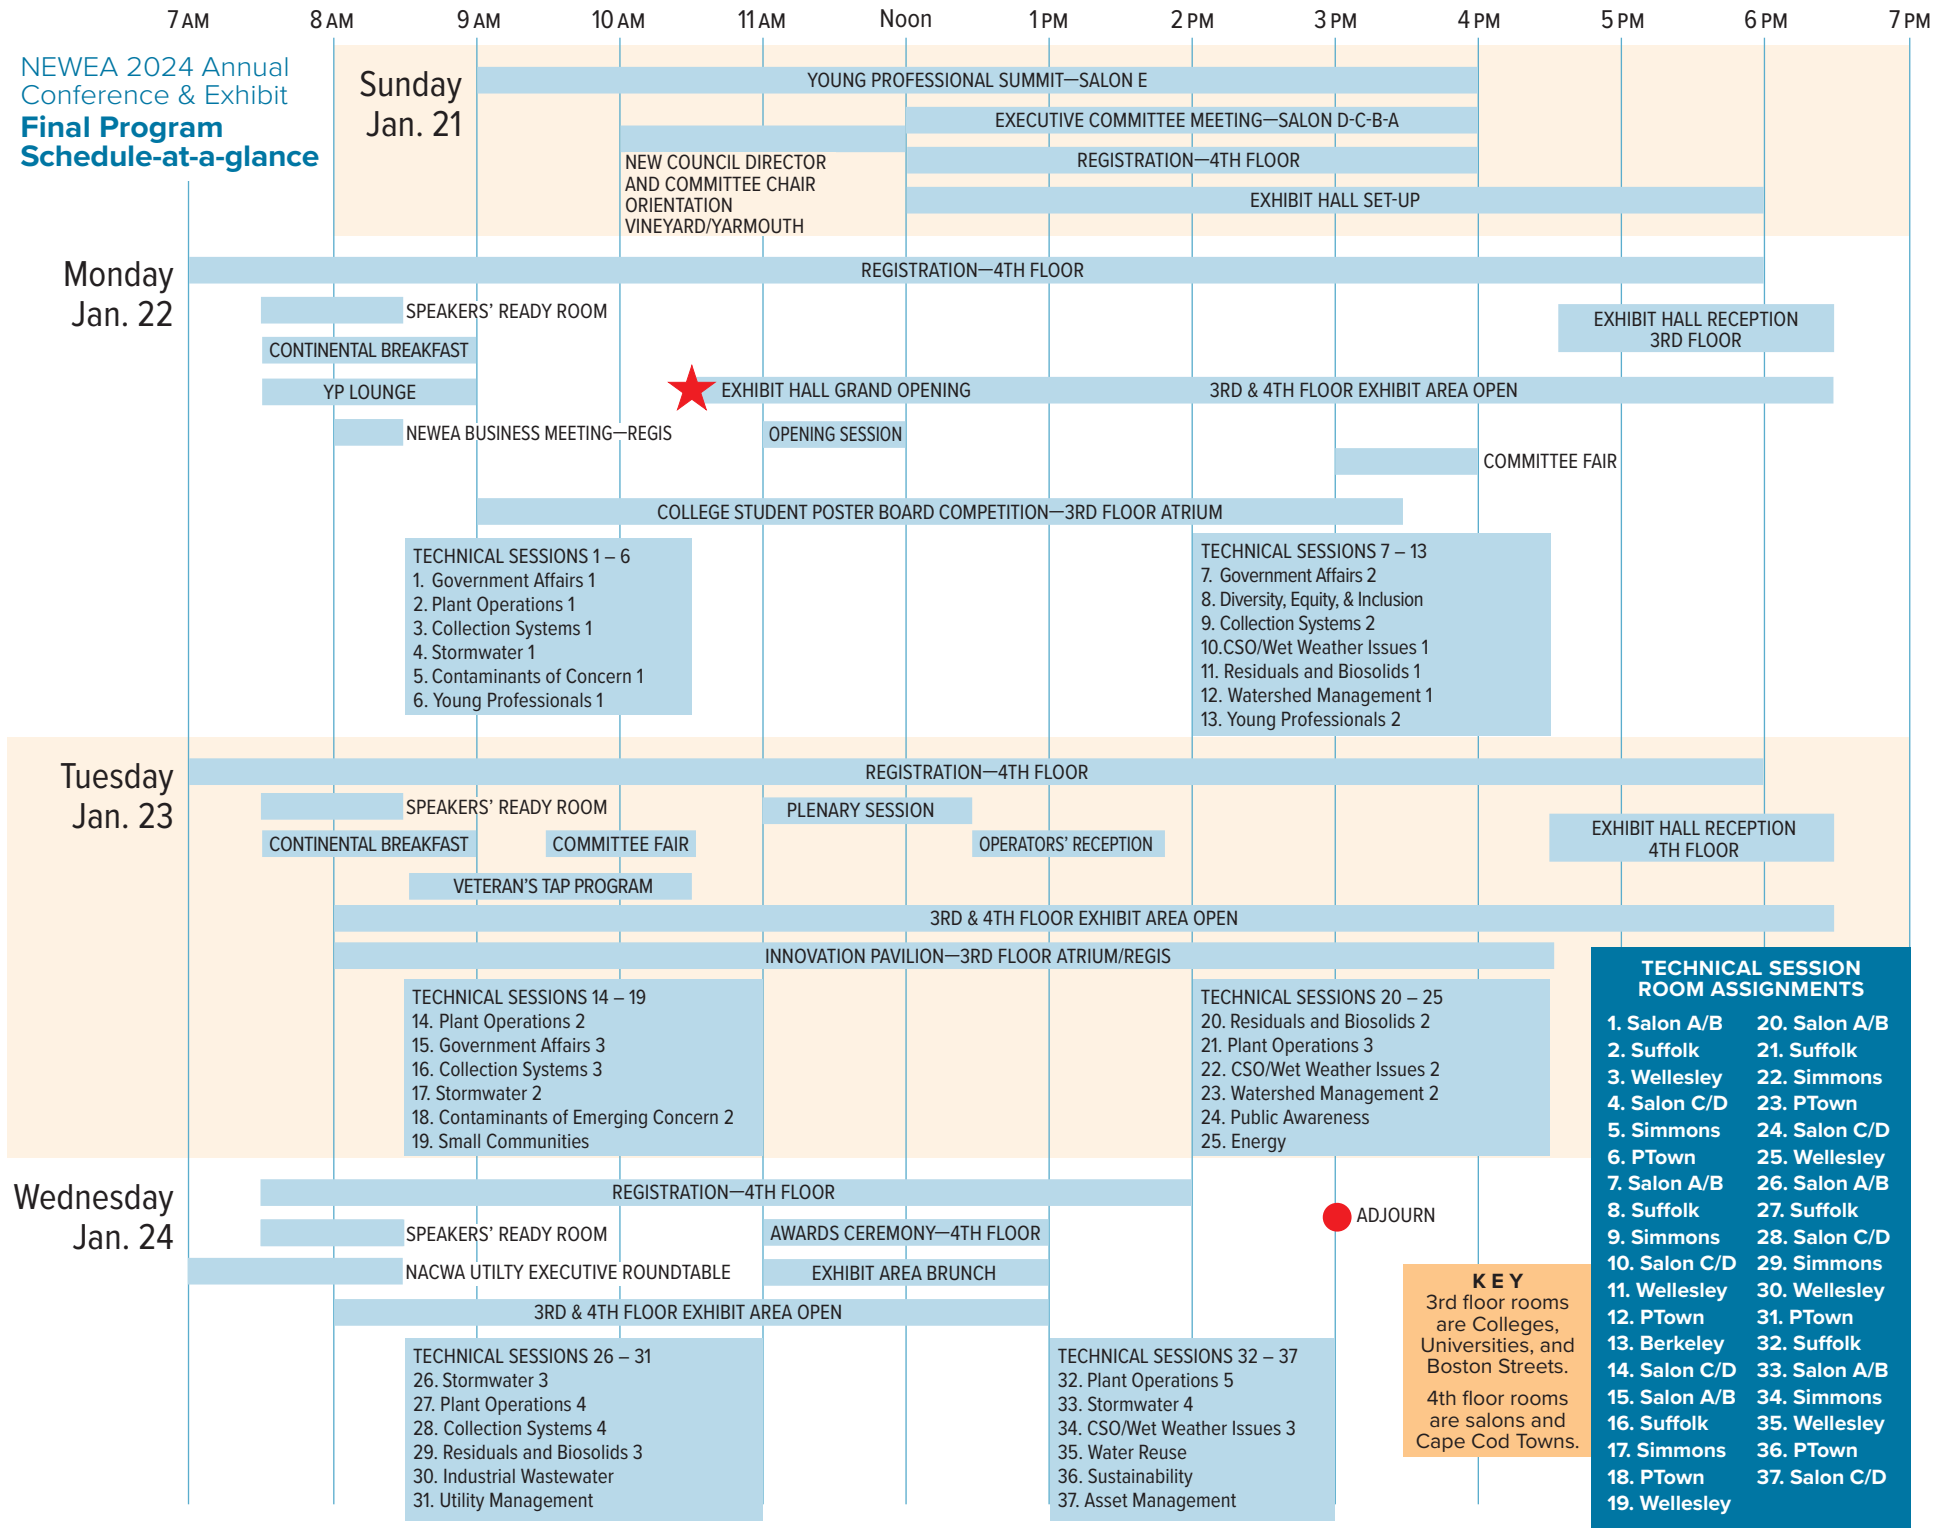 7 AM 8 AM 9 AM 10 AM 11 AM Noon 1 PM 2 PM 3 PM 4 PM 5 PM 6 PM 7 PM
NEWEA 2024 Annual
Conference & Exhibit
Final Program
Schedule-at-a-glance
Sunday
Jan. 21
YOUNG PROFESSIONAL SUMMIT—SALON E
EXECUTIVE COMMITTEE MEETING—SALON D-C-B-A
NEW COUNCIL DIRECTOR
AND COMMITTEE CHAIR
ORIENTATION
VINEYARD/YARMOUTH
REGISTRATION—4TH FLOOR
EXHIBIT HALL SET-UP
Monday
Jan. 22
REGISTRATION—4TH FLOOR
SPEAKERS' READY ROOM
EXHIBIT HALL RECEPTION
3RD FLOOR
CONTINENTAL BREAKFAST
YP LOUNGE
EXHIBIT HALL GRAND OPENING
3RD & 4TH FLOOR EXHIBIT AREA OPEN
NEWEA BUSINESS MEETING—REGIS
OPENING SESSION
COMMITTEE FAIR
COLLEGE STUDENT POSTER BOARD COMPETITION—3RD FLOOR ATRIUM
TECHNICAL SESSIONS 1 – 6
1. Government Affairs 1
2. Plant Operations 1
3. Collection Systems 1
4. Stormwater 1
5. Contaminants of Concern 1
6. Young Professionals 1
TECHNICAL SESSIONS 7 – 13
7. Government Affairs 2
8. Diversity, Equity, & Inclusion
9. Collection Systems 2
10.CSO/Wet Weather Issues 1
11. Residuals and Biosolids 1
12. Watershed Management 1
13. Young Professionals 2
Tuesday
Jan. 23
REGISTRATION—4TH FLOOR
SPEAKERS' READY ROOM
PLENARY SESSION
EXHIBIT HALL RECEPTION
4TH FLOOR
CONTINENTAL BREAKFAST
COMMITTEE FAIR
OPERATORS' RECEPTION
VETERAN'S TAP PROGRAM
3RD & 4TH FLOOR EXHIBIT AREA OPEN
INNOVATION PAVILION—3RD FLOOR ATRIUM/REGIS
TECHNICAL SESSIONS 14 – 19
14. Plant Operations 2
15. Government Affairs 3
16. Collection Systems 3
17. Stormwater 2
18. Contaminants of Emerging Concern 2
19. Small Communities
TECHNICAL SESSIONS 20 – 25
20. Residuals and Biosolids 2
21. Plant Operations 3
22. CSO/Wet Weather Issues 2
23. Watershed Management 2
24. Public Awareness
25. Energy
Wednesday
Jan. 24
REGISTRATION—4TH FLOOR
ADJOURN
SPEAKERS' READY ROOM
AWARDS CEREMONY—4TH FLOOR
NACWA UTILTY EXECUTIVE ROUNDTABLE
EXHIBIT AREA BRUNCH
3RD & 4TH FLOOR EXHIBIT AREA OPEN
TECHNICAL SESSIONS 26 – 31
26. Stormwater 3
27. Plant Operations 4
28. Collection Systems 4
29. Residuals and Biosolids 3
30. Industrial Wastewater
31. Utility Management
TECHNICAL SESSIONS 32 – 37
32. Plant Operations 5
33. Stormwater 4
34. CSO/Wet Weather Issues 3
35. Water Reuse
36. Sustainability
37. Asset Management
KEY
3rd floor rooms
are Colleges,
Universities, and
Boston Streets.
4th floor rooms
are salons and
Cape Cod Towns.
TECHNICAL SESSION
ROOM ASSIGNMENTS
1. Salon A/B
2. Suffolk
3. Wellesley
4. Salon C/D
5. Simmons
6. PTown
7. Salon A/B
8. Suffolk
9. Simmons
10. Salon C/D
11. Wellesley
12. PTown
13. Berkeley
14. Salon C/D
15. Salon A/B
16. Suffolk
17. Simmons
18. PTown
19. Wellesley
20. Salon A/B
21. Suffolk
22. Simmons
23. PTown
24. Salon C/D
25. Wellesley
26. Salon A/B
27. Suffolk
28. Salon C/D
29. Simmons
30. Wellesley
31. PTown
32. Suffolk
33. Salon A/B
34. Simmons
35. Wellesley
36. PTown
37. Salon C/D